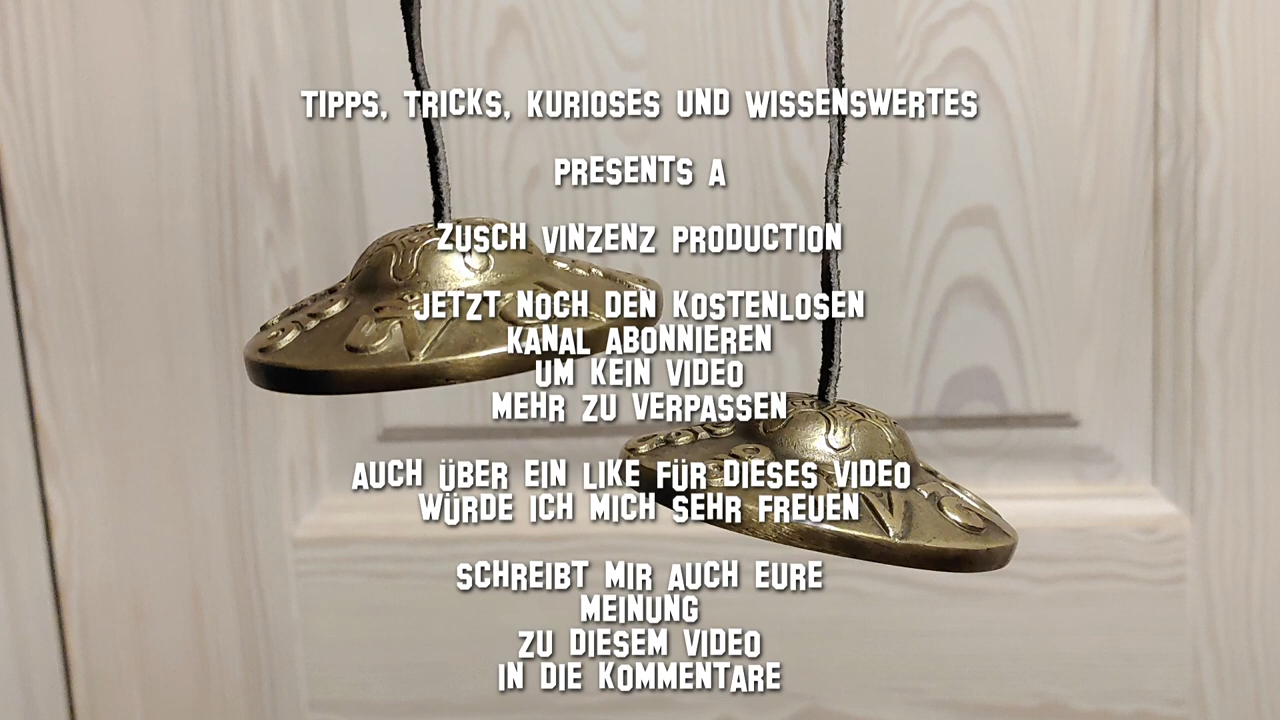 TIPPS, TRICKS, KURIOSES UND WISSENSWERTES
PRESENTS A
ZUSCH VINZENZ PRODUCTION
JETZT NOCH DEN KOSTENLOSEN
KANAL ABONNIEREN
UM KEIN VIDEO
MEHR ZU VERPASSEN
AUCH ÜBER EIN LIKE FÜR DIESES VIDEO
WÜRDE ICH MICH SEHR FREUEN
SCHREIBT MIR AUCH EURE
MEINUNG
ZU DIESEM VIDEO
IN DIE KOMMENTARE